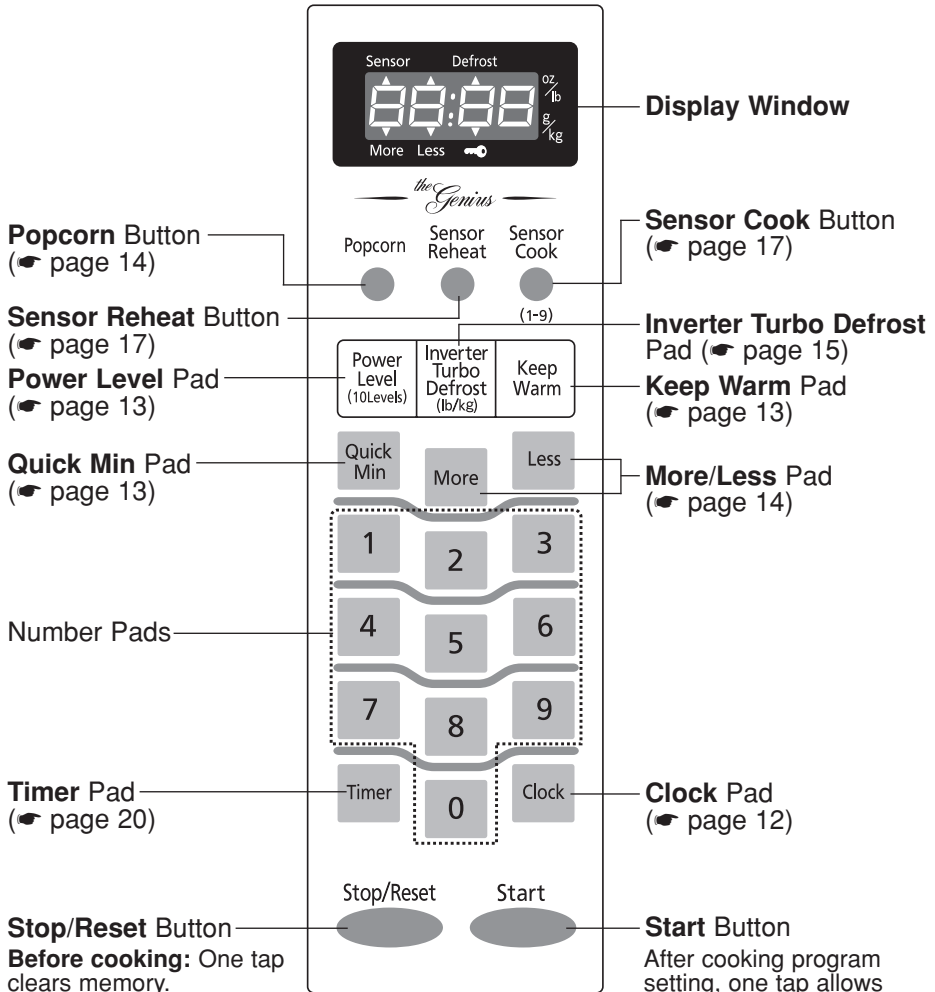 Sensor Defrost
88:88
oz/lb
g/kg
More Less
Display Window
the Genius
Popcorn
Sensor
Reheat
Sensor
Cook
(1-9)
Popcorn Button
(☛ page 14)
Sensor Cook Button
(☛ page 17)
Sensor Reheat Button
(☛ page 17)
Inverter Turbo Defrost
Pad (☛ page 15)
Power
Level
(10Levels)
Inverter
Turbo
Defrost
(lb/kg)
Keep
Warm
Power Level Pad
(☛ page 13)
Keep Warm Pad
(☛ page 13)
Quick Min Pad
(☛ page 13)
Quick
Min
More
Less
More/Less Pad
(☛ page 14)
1 2 3
Number Pads
4 5 6
7 8 9
Timer Pad
(☛ page 20)
Timer 0 Clock
Clock Pad
(☛ page 12)
Stop/Reset Start
Stop/Reset Button
Before cooking: One tap
clears memory.
Start Button
After cooking program
setting, one tap allows